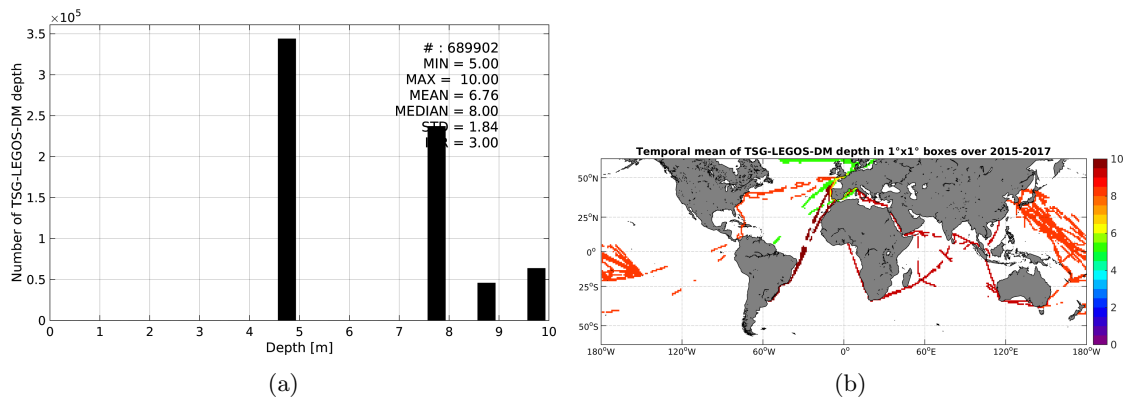 ×10⁵
3.5
3
2.5
2
1.5
1
0.5
0
0 1 2 3 4 5 6 7 8 9 10
Number of TSG-LEGOS-DM depth
Depth [m]
# : 689902
MIN = 5.00
MAX = 10.00
MEAN = 6.76
MEDIAN = 8.00
STD = 1.84
= 3.00
(a)
Temporal mean of TSG-LEGOS-DM depth in 1°x1° boxes over 2015-2017
50°N
25°N
0°
25°S
50°S
180°W 120°W 60°W 0° 60°E 120°E 180°W
10
8
6
4
2
0
(b)